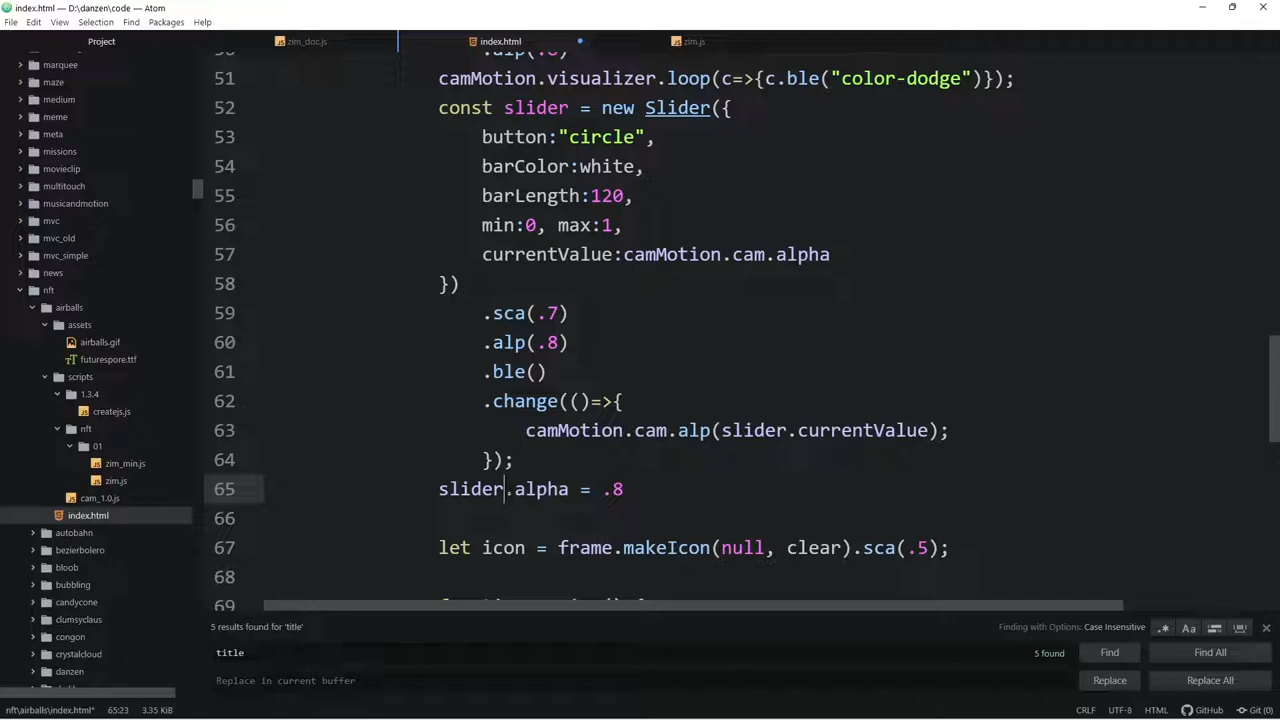 index.html — D:\danzen\code — Atom
File Edit View Selection Find Packages Help
Project
zim_doc.js index.html zim.js
marquee
maze
medium
meme
meta
missions
movieclip
multitouch
musicandmotion
mvc
mvc_old
mvc_simple
news
nft
airballs
assets
airballs.gif
futurespore.ttf
scripts
1.3.4
createjs.js
nft
01
zim_min.js
zim.js
cam_1.0.js
index.html
autobahn
bezierbolero
bloob
bubbling
candycone
clumsyclaus
congon
crystalcloud
danzen
51 camMotion.visualizer.loop(c=>{c.ble("color-dodge")});
52 const slider = new Slider({
53 button:"circle",
54 barColor:white,
55 barLength:120,
56 min:0, max:1,
57 currentValue:camMotion.cam.alpha
58 })
59 .sca(.7)
60 .alp(.8)
61 .ble()
62 .change(()=>{
63 camMotion.cam.alp(slider.currentValue);
64 });
65 slider.alpha = .8
66
67 let icon = frame.makeIcon(null, clear).sca(.5);
68
69
5 results found for 'title'
Finding with Options: Case Insensitive
.* Aa
title
5 found
Find Find All
Replace in current buffer
Replace Replace All
nft\airballs\index.html* 65:23 3.35 KiB
CRLF UTF-8 HTML GitHub Git (0)